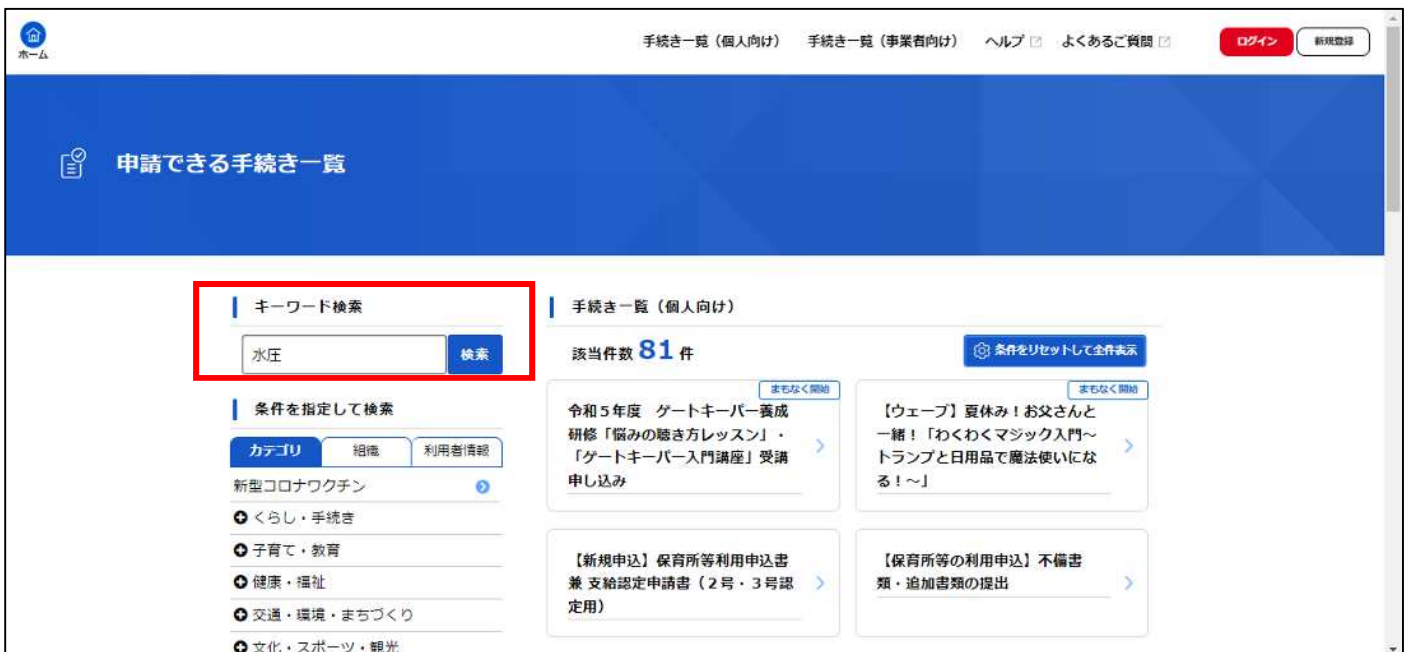 ホーム
手続き一覧（個人向け）
手続き一覧（事業者向け）
ヘルプ
よくあるご質問
ログイン
新規登録
申請できる手続き一覧
キーワード検索
水圧
検索
条件を指定して検索
カテゴリ
組織
利用者情報
新型コロナワクチン
くらし・手続き
子育て・教育
健康・福祉
交通・環境・まちづくり
文化・スポーツ・観光
手続き一覧（個人向け）
該当件数 81 件
条件をリセットして全件表示
まもなく開始
令和５年度　ゲートキーパー養成
研修「悩みの聴き方レッスン」・
「ゲートキーパー入門講座」受講
申し込み
まもなく開始
【ウェーブ】夏休み！お父さんと
一緒！「わくわくマジック入門～
トランプと日用品で魔法使いにな
る！～」
【新規申込】保育所等利用申込書
兼 支給認定申請書（２号・３号認
定用）
【保育所等の利用申込】不備書
類・追加書類の提出